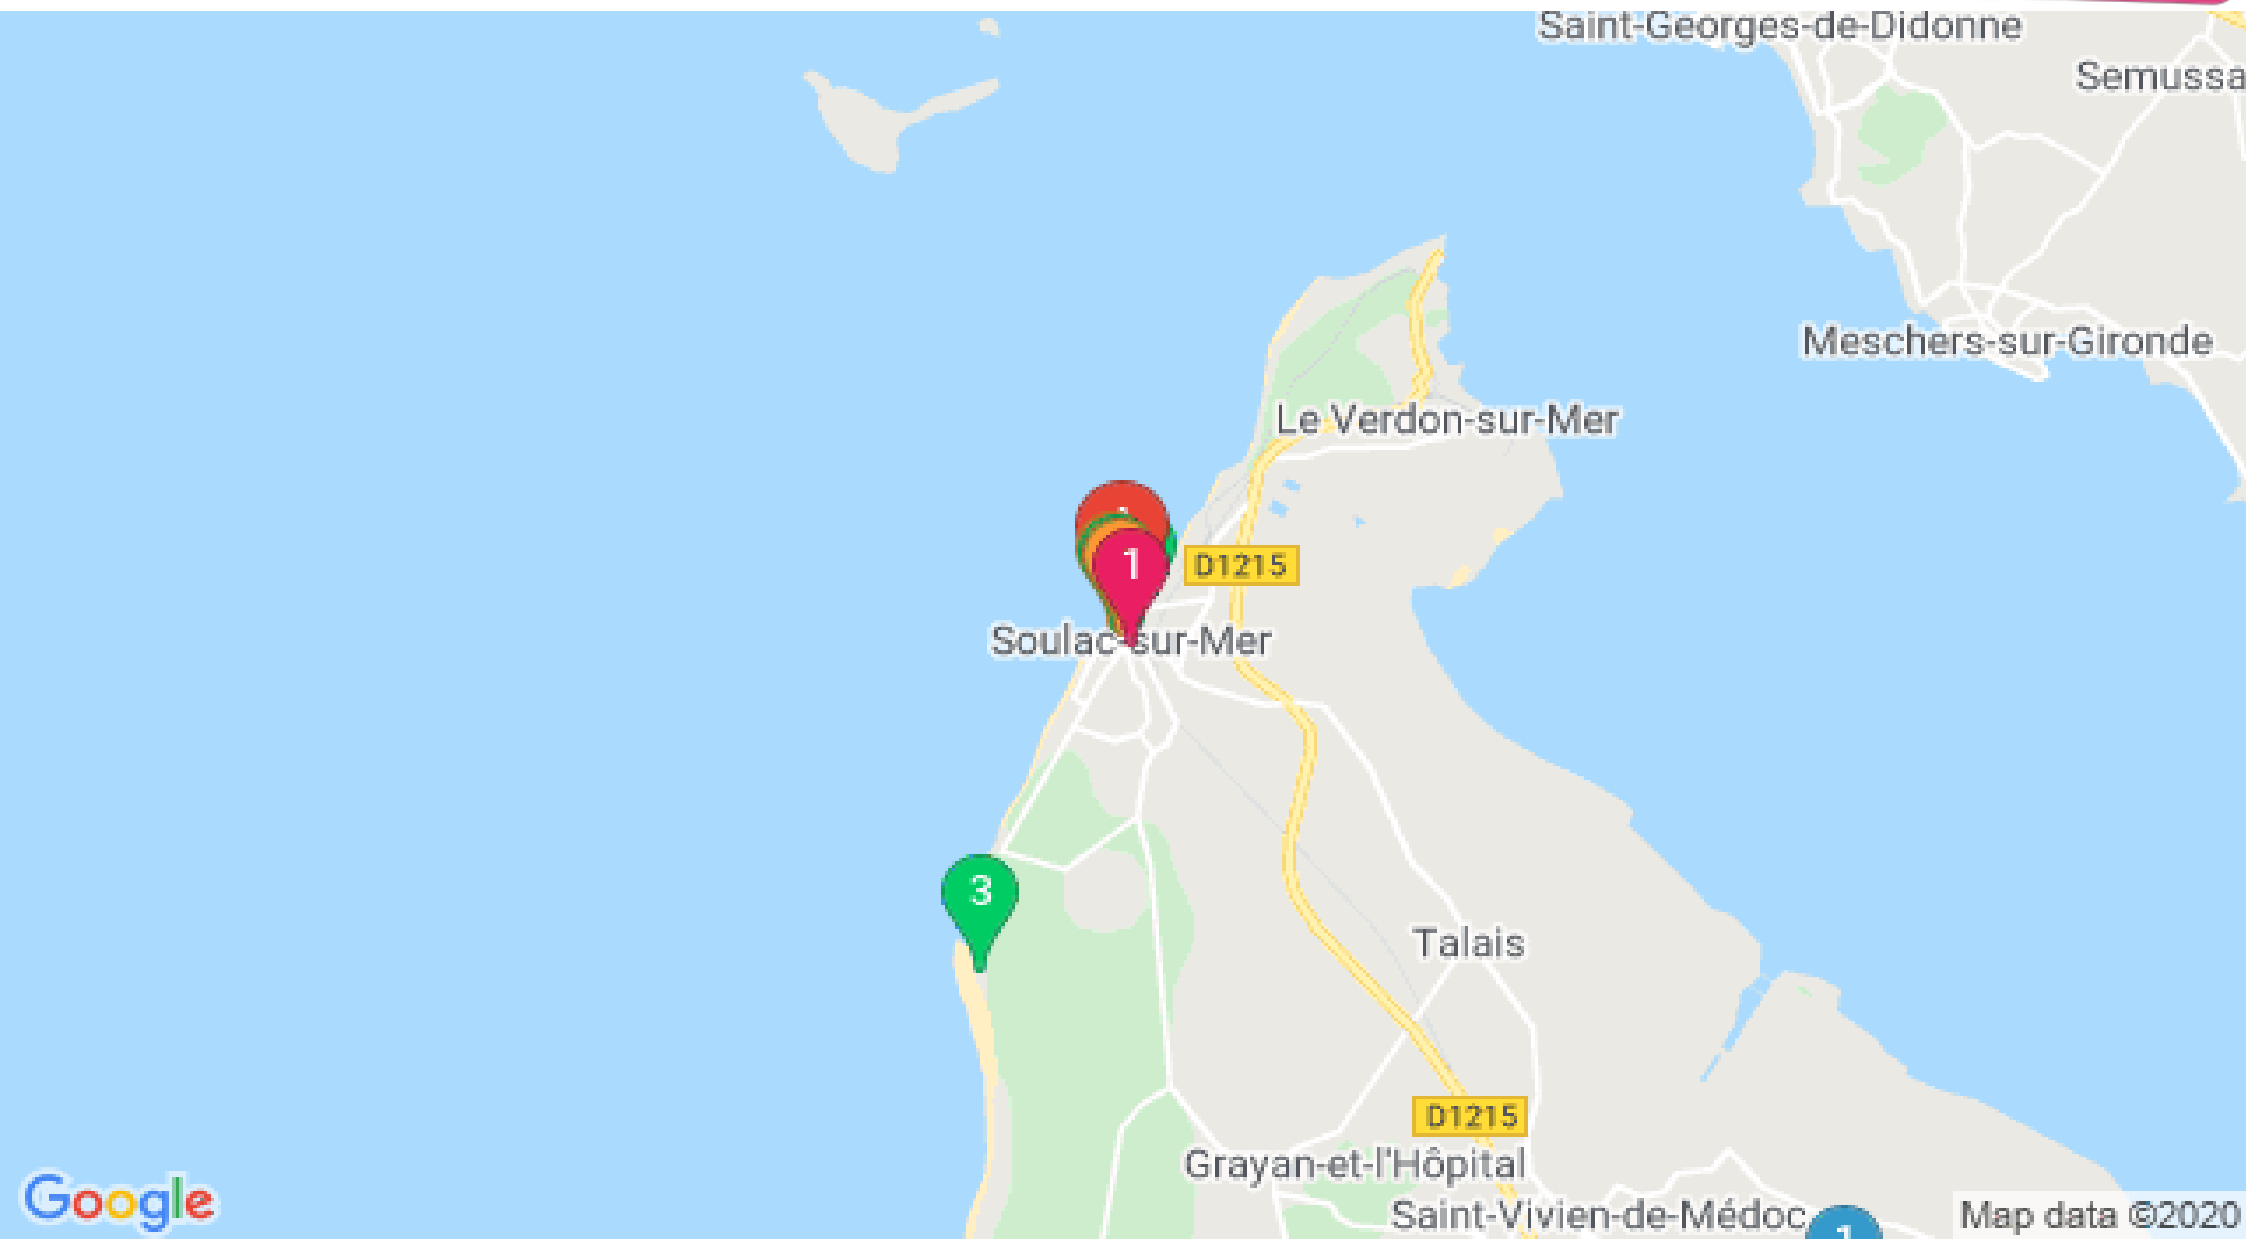 Saint-Georges-de-Didonne
Semussa
Meschers-sur-Gironde
Le Verdon-sur-Mer
1
D1215
Soulac-sur-Mer
3
Talais
D1215
Grayan-et-l'Hôpital
Saint-Vivien-de-Médoc
1
Google
Map data ©2020